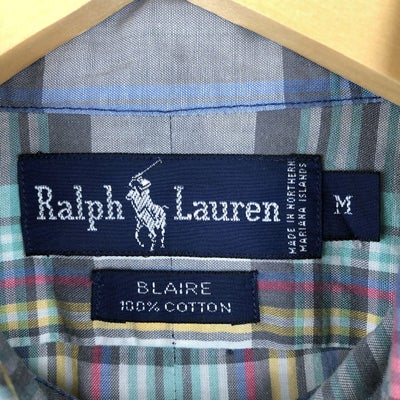 Ralph Lauren
MADE IN NORTHERN
MARIANA ISLANDS
M
BLAIRE
100% COTTON